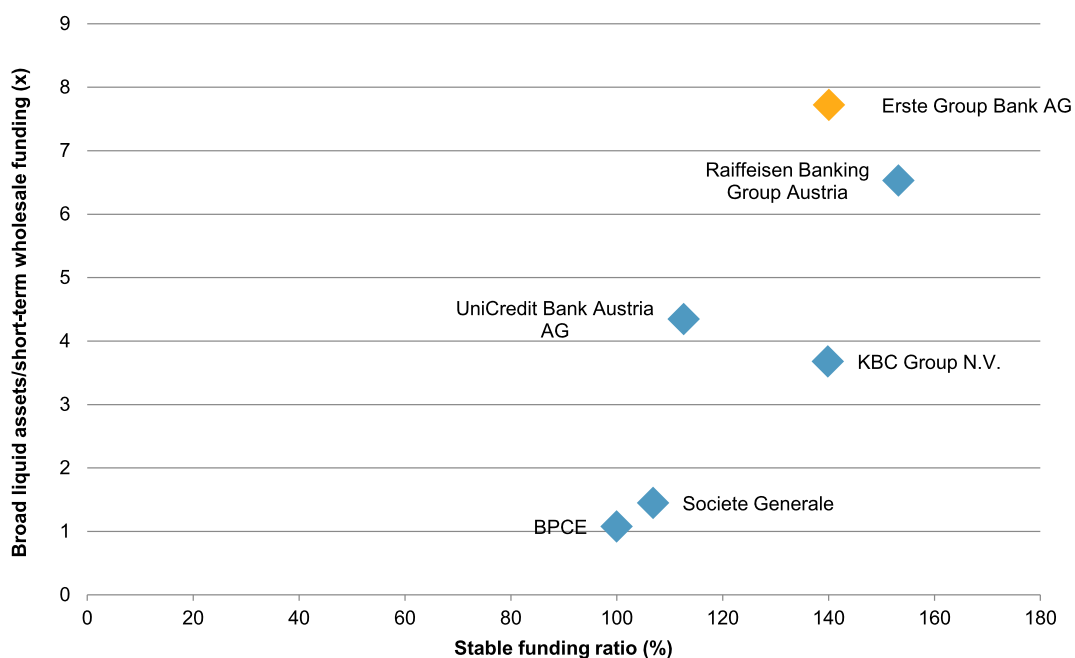 Broad liquid assets/short-term wholesale funding (x)
9
8
7
6
5
4
3
2
1
0
Erste Group Bank AG
Raiffeisen Banking
Group Austria
UniCredit Bank Austria
AG
KBC Group N.V.
Societe Generale
BPCE
0 20 40 60 80 100 120 140 160 180
Stable funding ratio (%)